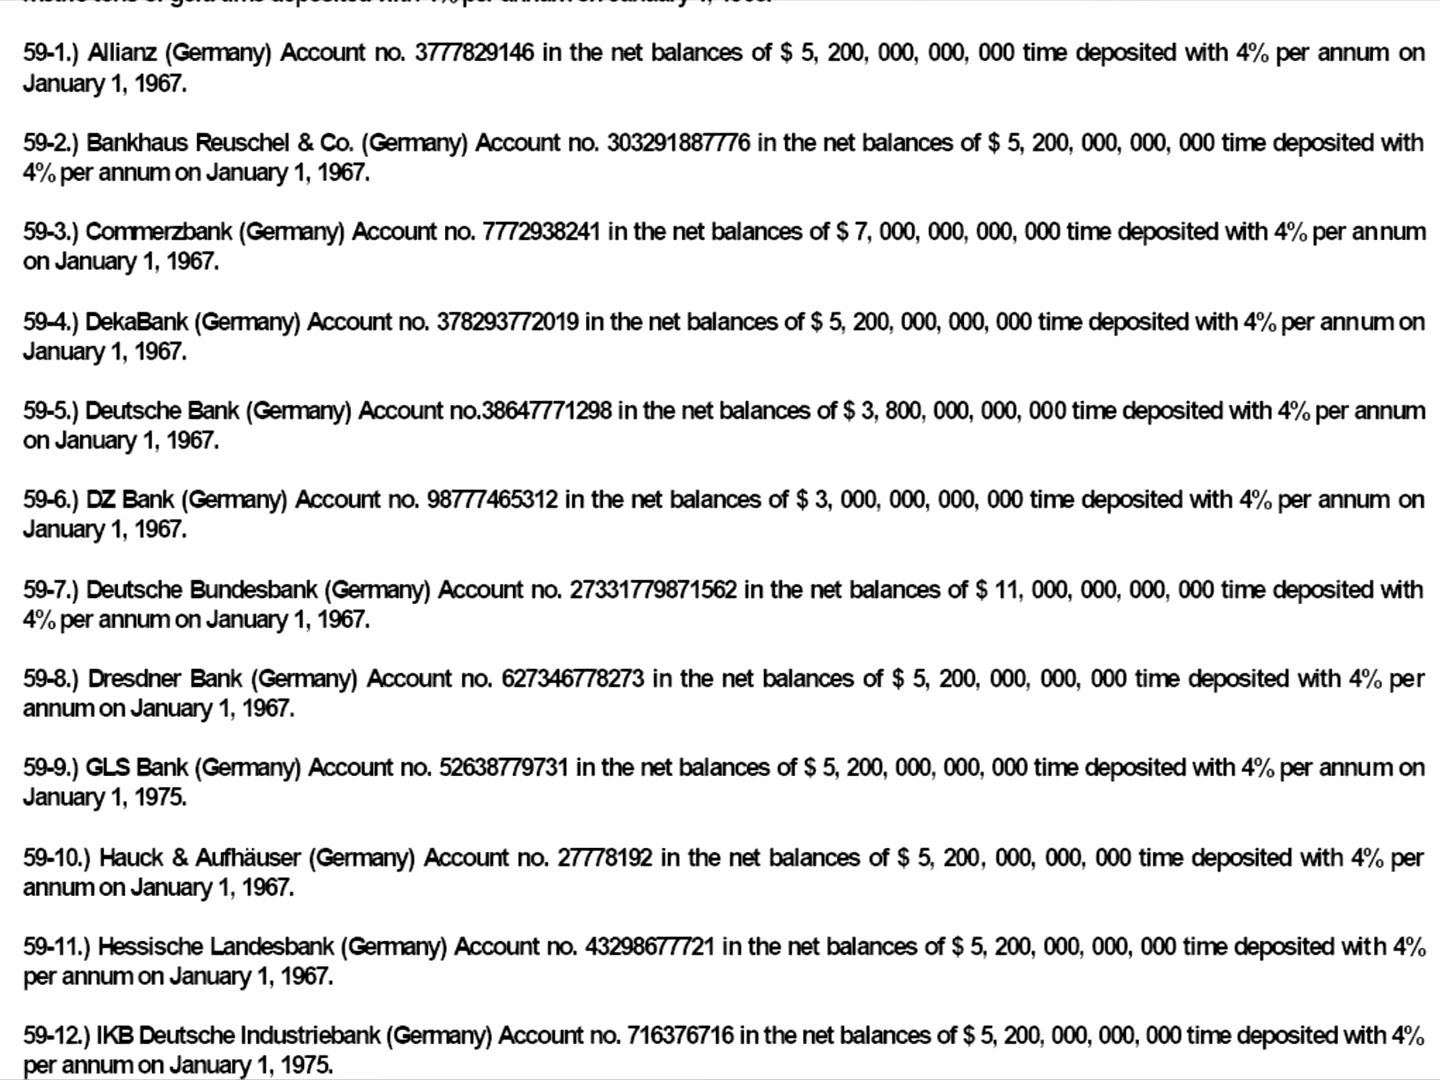 59-1.) Allianz (Germany) Account no. 3777829146 in the net balances of $ 5, 200, 000, 000, 000 time deposited with 4% per annum on
January 1, 1967.
59-2.) Bankhaus Reuschel & Co. (Germany) Account no. 303291887776 in the net balances of $ 5, 200, 000, 000, 000 time deposited with
4% per annum on January 1, 1967.
59-3.) Commerzbank (Germany) Account no. 7772938241 in the net balances of $ 7, 000, 000, 000, 000 time deposited with 4% per annum
on January 1, 1967.
59-4.) DekaBank (Germany) Account no. 378293772019 in the net balances of $ 5, 200, 000, 000, 000 time deposited with 4% per annum on
January 1, 1967.
59-5.) Deutsche Bank (Germany) Account no.38647771298 in the net balances of $ 3, 800, 000, 000, 000 time deposited with 4% per annum
on January 1, 1967.
59-6.) DZ Bank (Germany) Account no. 98777465312 in the net balances of $ 3, 000, 000, 000, 000 time deposited with 4% per annum on
January 1, 1967.
59-7.) Deutsche Bundesbank (Germany) Account no. 27331779871562 in the net balances of $ 11, 000, 000, 000, 000 time deposited with
4% per annum on January 1, 1967.
59-8.) Dresdner Bank (Germany) Account no. 627346778273 in the net balances of $ 5, 200, 000, 000, 000 time deposited with 4% per
annum on January 1, 1967.
59-9.) GLS Bank (Germany) Account no. 52638779731 in the net balances of $ 5, 200, 000, 000, 000 time deposited with 4% per annum on
January 1, 1975.
59-10.) Hauck & Aufhäuser (Germany) Account no. 27778192 in the net balances of $ 5, 200, 000, 000, 000 time deposited with 4% per
annum on January 1, 1967.
59-11.) Hessische Landesbank (Germany) Account no. 43298677721 in the net balances of $ 5, 200, 000, 000, 000 time deposited with 4%
per annum on January 1, 1967.
59-12.) IKB Deutsche Industriebank (Germany) Account no. 716376716 in the net balances of $ 5, 200, 000, 000, 000 time deposited with 4%
per annum on January 1, 1975.